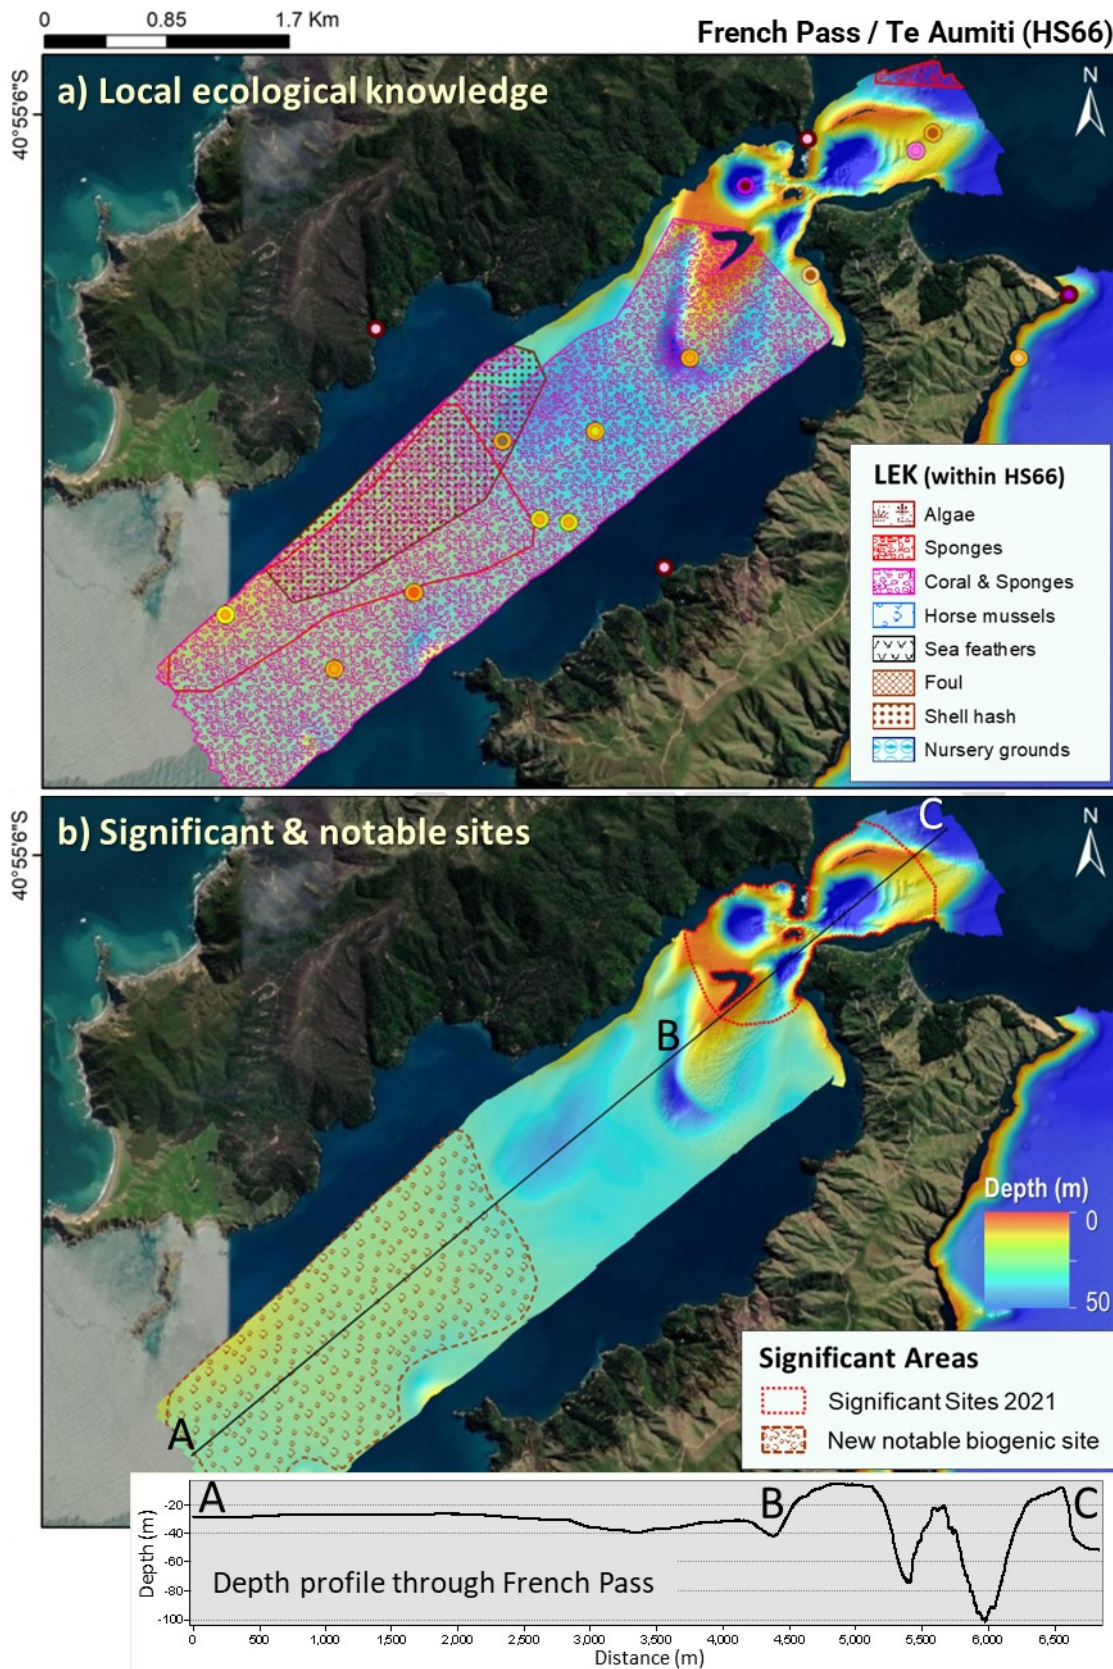 0 0.85 1.7 Km
French Pass / Te Aumiti (HS66)
40°55'6"S
a) Local ecological knowledge
N
LEK (within HS66)
Algae
Sponges
Coral & Sponges
Horse mussels
Sea feathers
Foul
Shell hash
Nursery grounds
40°55'6"S
b) Significant & notable sites
C
N
B
A
Depth (m)
0
50
Significant Areas
Significant Sites 2021
New notable biogenic site
A B C
Depth (m)
-20
-40
-60
-80
-100
Depth profile through French Pass
0 500 1,000 1,500 2,000 2,500 3,000 3,500 4,000 4,500 5,000 5,500 6,000 6,500
Distance (m)